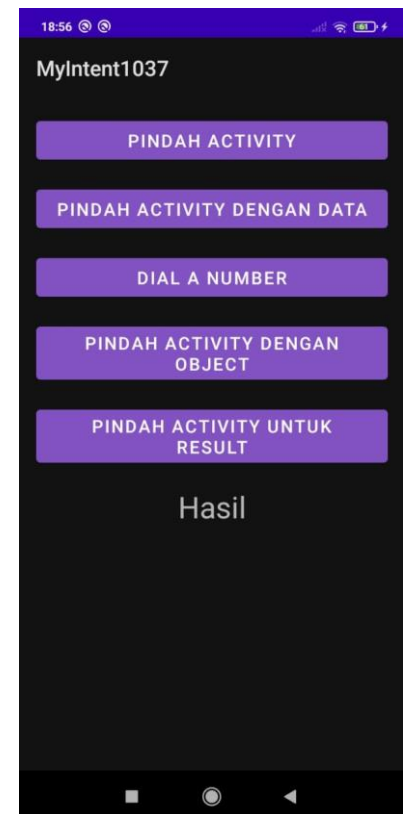 18:56
61
MyIntent1037
PINDAH ACTIVITY
PINDAH ACTIVITY DENGAN DATA
DIAL A NUMBER
PINDAH ACTIVITY DENGAN
OBJECT
PINDAH ACTIVITY UNTUK
RESULT
Hasil